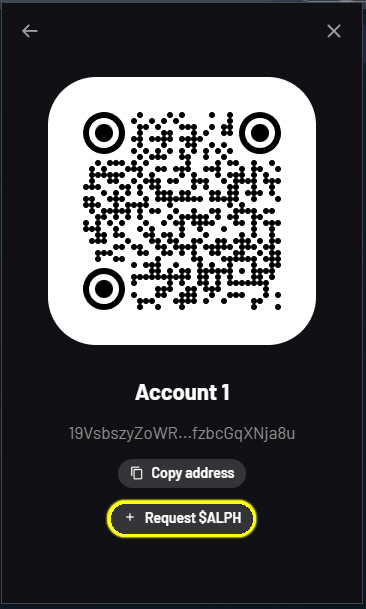 Account 1
19VsbszyZoWR...fzbcGqXNja8u
Copy address
+ Request $ALPH